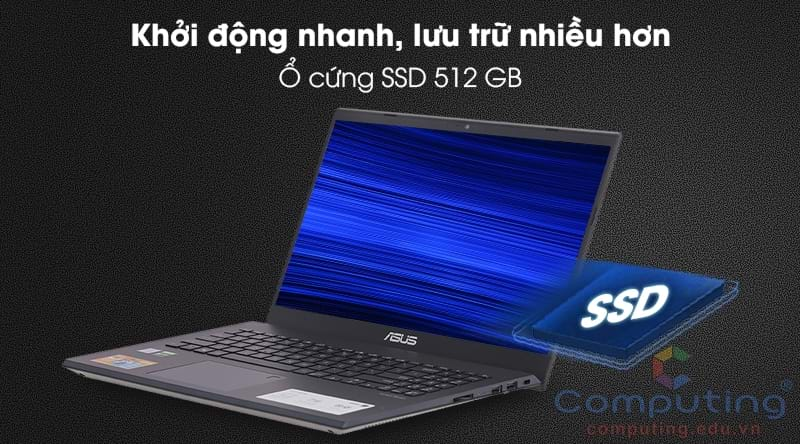 Khởi động nhanh, lưu trữ nhiều hơn
Ổ cứng SSD 512 GB
ASUS
SSD
Computing®
computing.edu.vn